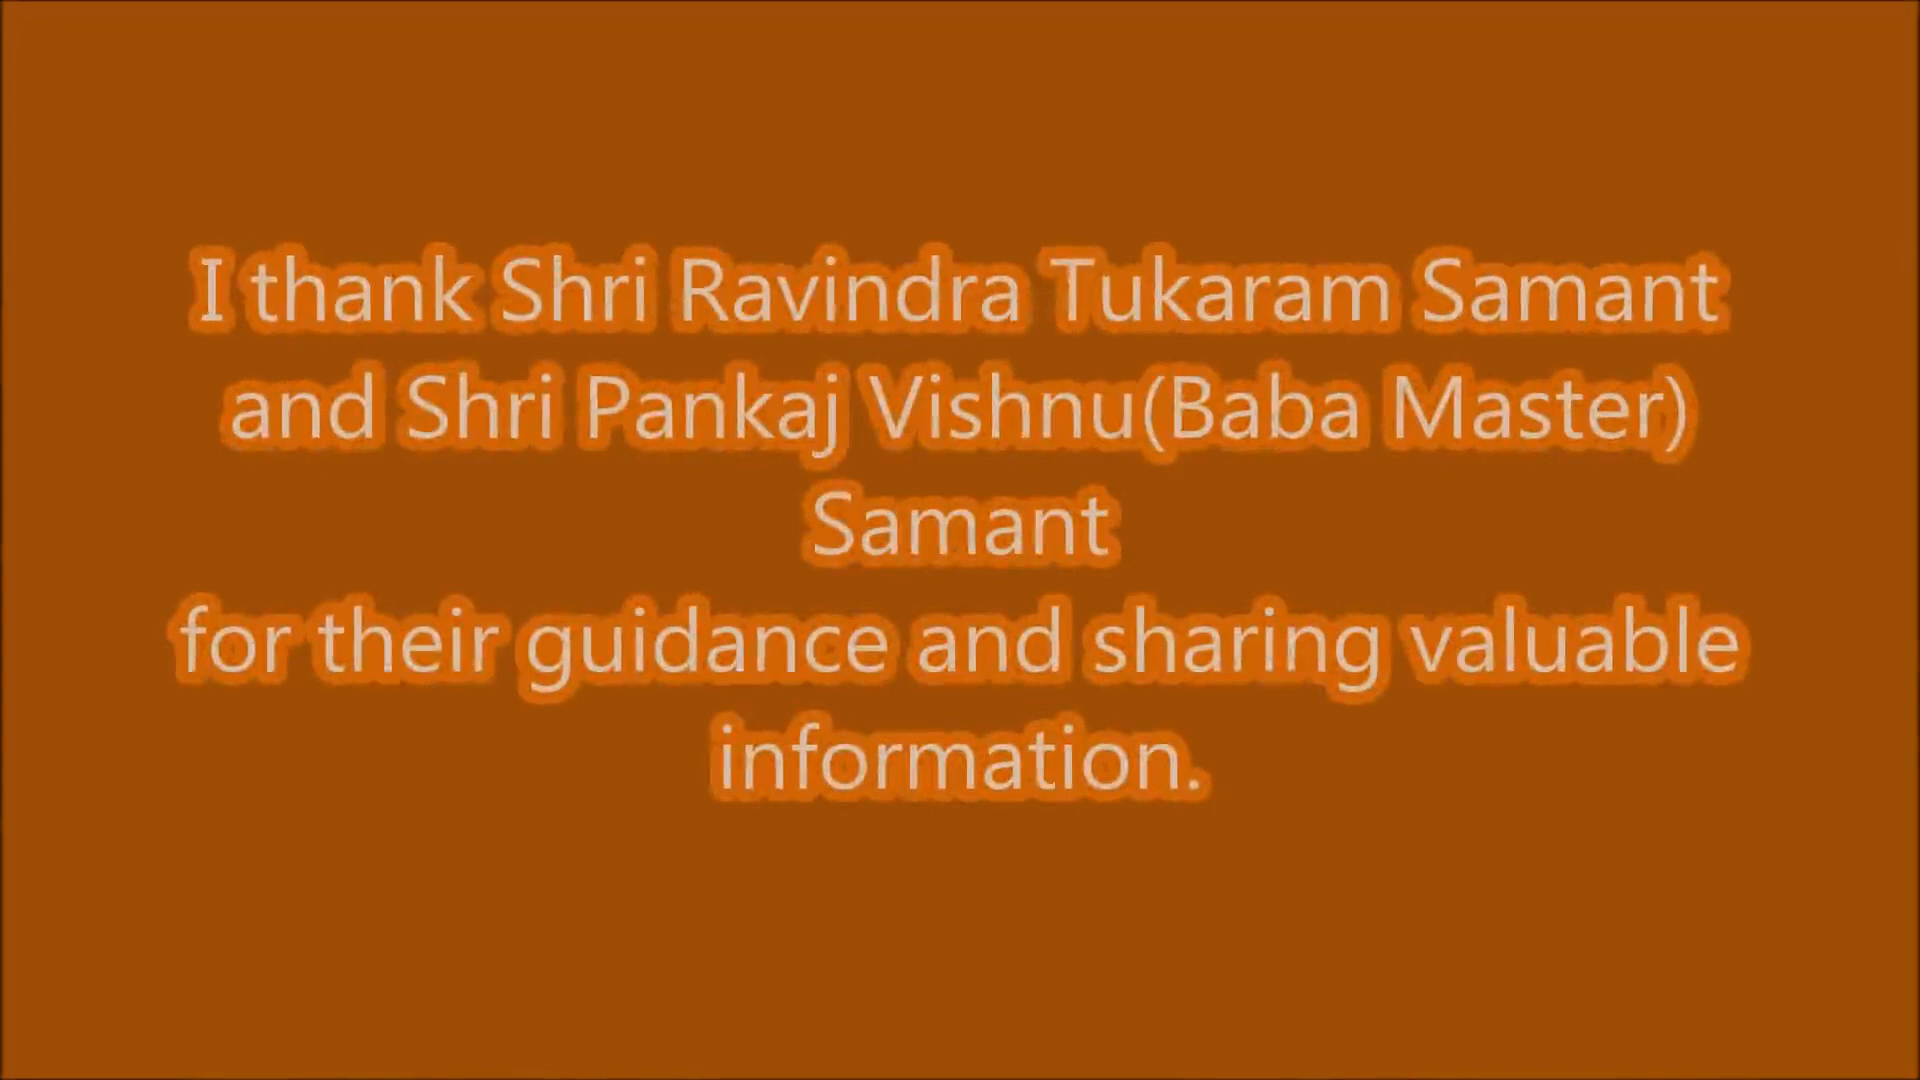 I thank Shri Ravindra Tukaram Samant
and Shri Pankaj Vishnu(Baba Master)
Samant
for their guidance and sharing valuable
information.